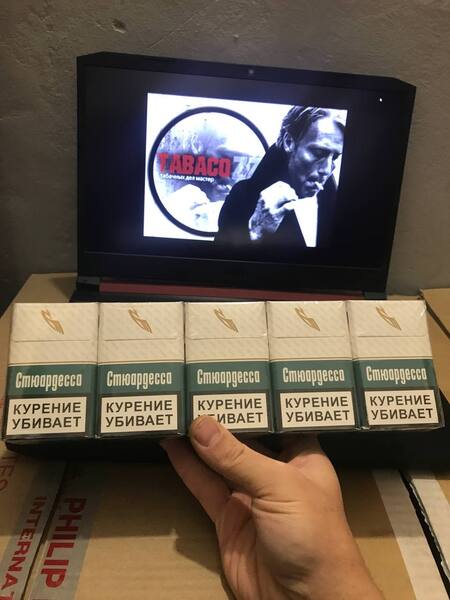 TABACO
табачных дел мастер
Стюардесса
КУРЕНИЕ
УБИВАЕТ
Стюардесса
КУРЕНИЕ
УБИВАЕТ
Стюардесса
КУРЕНИЕ
УБИВАЕТ
Стюардесса
КУРЕНИЕ
УБИВАЕТ
Стюардесса
КУРЕНИЕ
УБИВАЕТ
PHILIP
INTERNAT